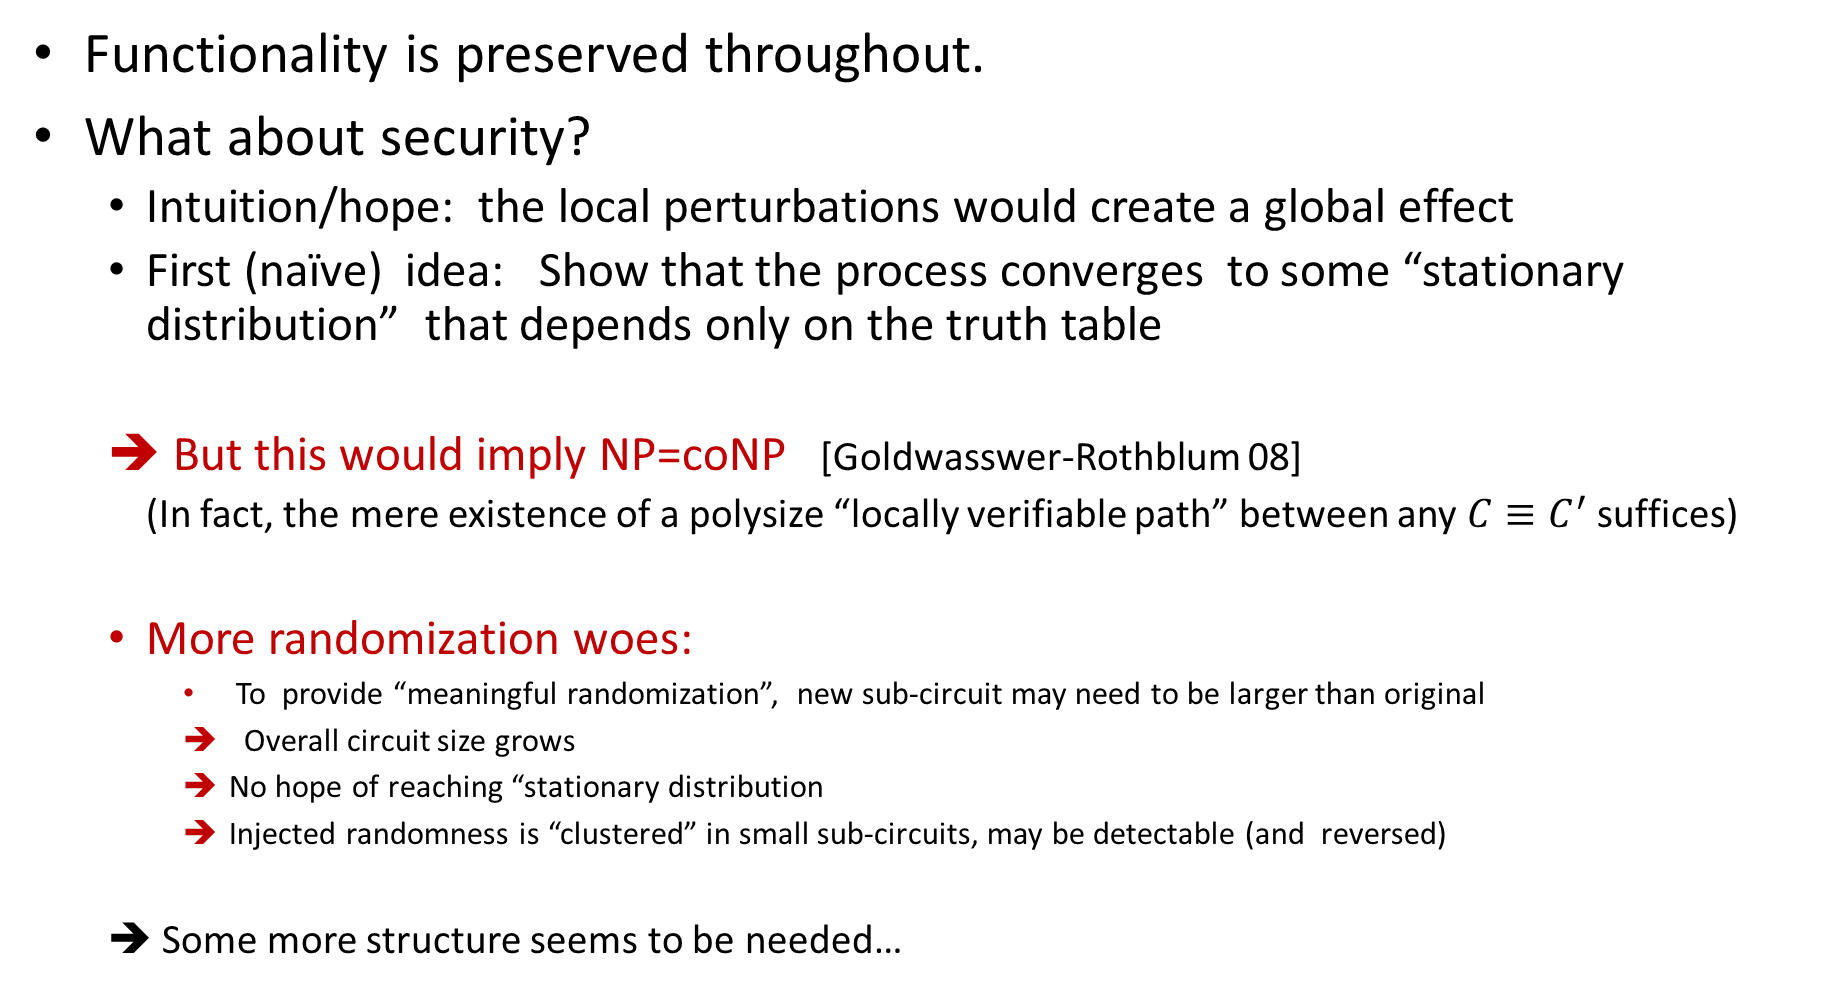 • Functionality is preserved throughout.
• What about security?
• Intuition/hope: the local perturbations would create a global effect
• First (naïve) idea: Show that the process converges to some “stationary
distribution” that depends only on the truth table
➔ But this would imply NP=coNP [Goldwasswer-Rothblum 08]
(In fact, the mere existence of a polysize “locally verifiable path” between any C ≡ C′ suffices)
• More randomization woes:
• To provide “meaningful randomization”, new sub-circuit may need to be larger than original
➔ Overall circuit size grows
➔ No hope of reaching “stationary distribution
➔ Injected randomness is “clustered” in small sub-circuits, may be detectable (and reversed)
➔ Some more structure seems to be needed…